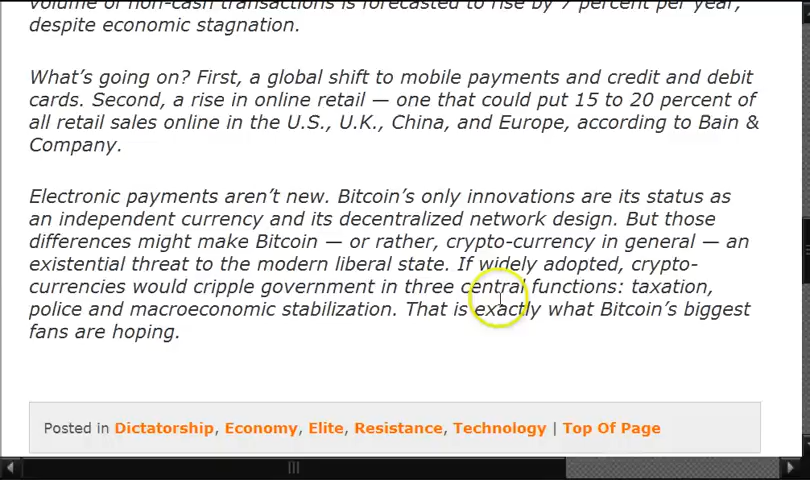 volume of non-cash transactions is forecasted to rise by 7 percent per year,
despite economic stagnation.
What’s going on? First, a global shift to mobile payments and credit and debit
cards. Second, a rise in online retail — one that could put 15 to 20 percent of
all retail sales online in the U.S., U.K., China, and Europe, according to Bain &
Company.
Electronic payments aren’t new. Bitcoin’s only innovations are its status as
an independent currency and its decentralized network design. But those
differences might make Bitcoin — or rather, crypto-currency in general — an
existential threat to the modern liberal state. If widely adopted, crypto-
currencies would cripple government in three central functions: taxation,
police and macroeconomic stabilization. That is exactly what Bitcoin’s biggest
fans are hoping.
Posted in Dictatorship, Economy, Elite, Resistance, Technology | Top Of Page